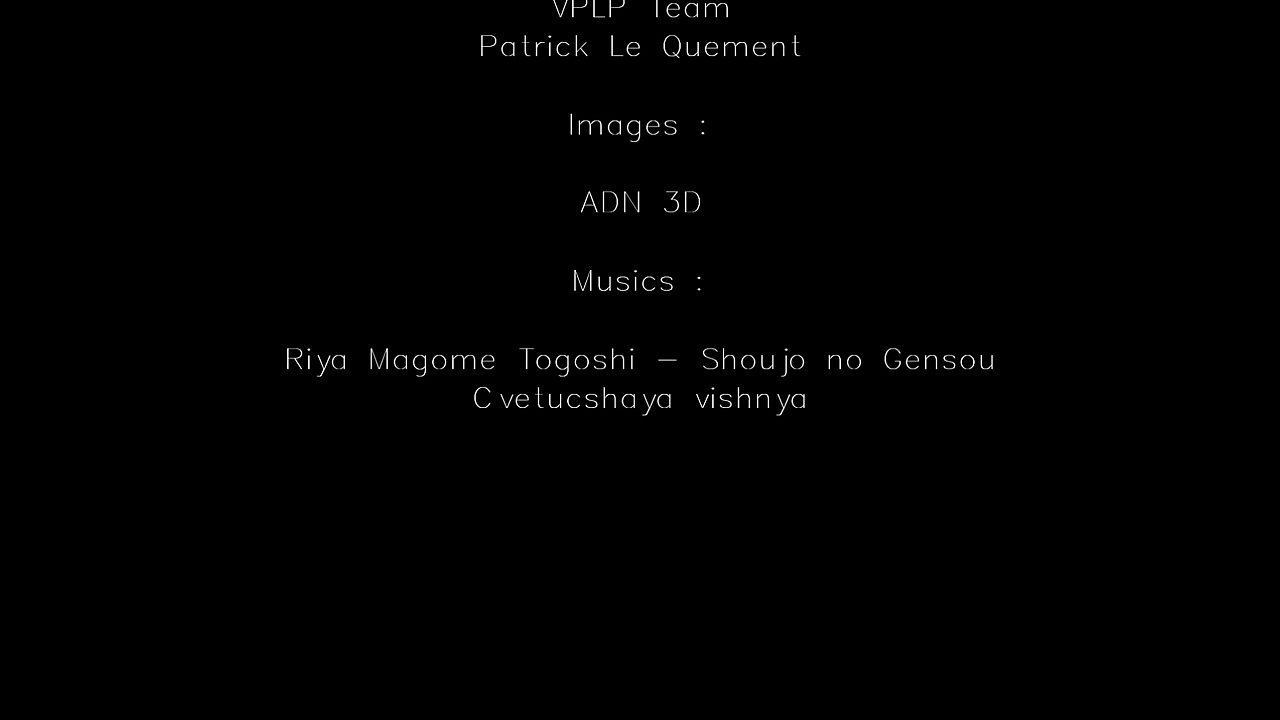 VPLP Team
Patrick Le Quement
Images :
ADN 3D
Musics :
Riya Magome Togoshi - Shoujo no Gensou
Cvetucshaya vishnya